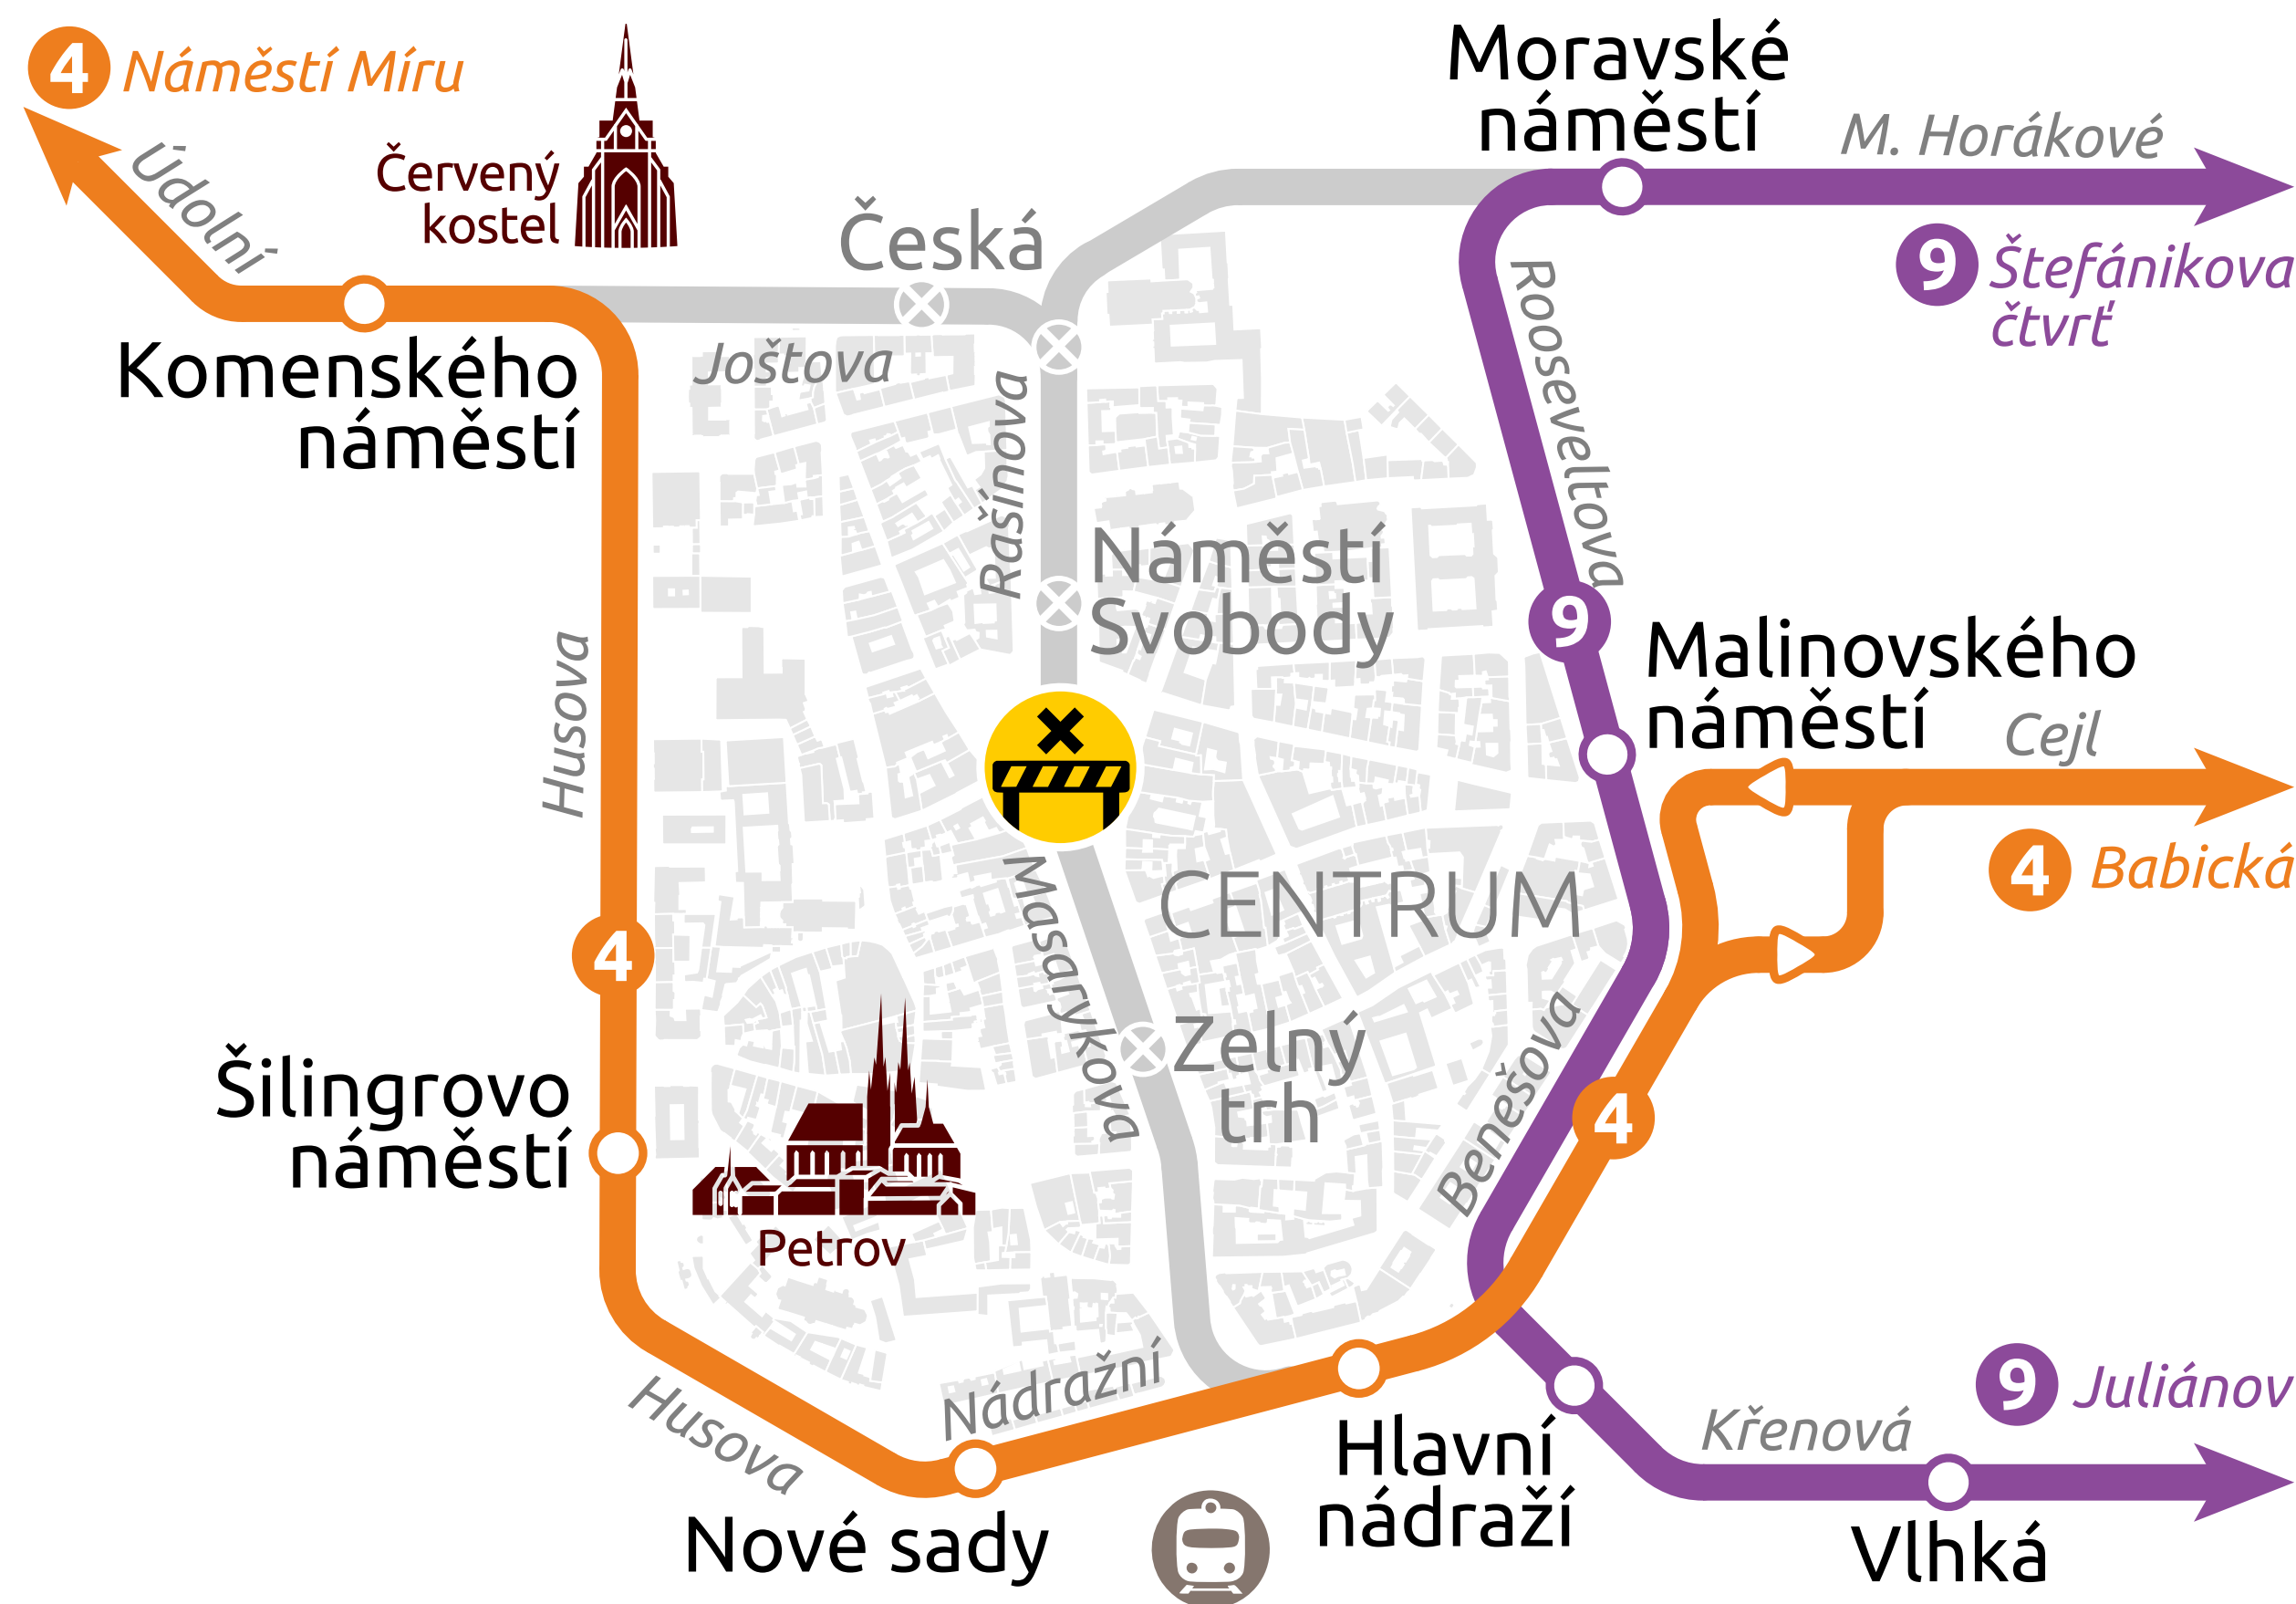 4 Náměstí Míru
Údolní
Červený
kostel
Česká
Moravské
náměstí
M. Horákové
9 Štefánikova
čtvrť
Komenského
náměstí
Joštova
Rašínova
Rooseveltova
Náměstí
Svobody
9
Malinovského
náměstí
Cejl
Husova
4 Babická
Masarykova
CENTRUM
4
Zelný
trh
Benešova
4
Šilingrovo
náměstí
Petrov
Nádražní
Husova
Hlavní
nádraží
9 Juliánov
Křenová
Nové sady
Vlhká